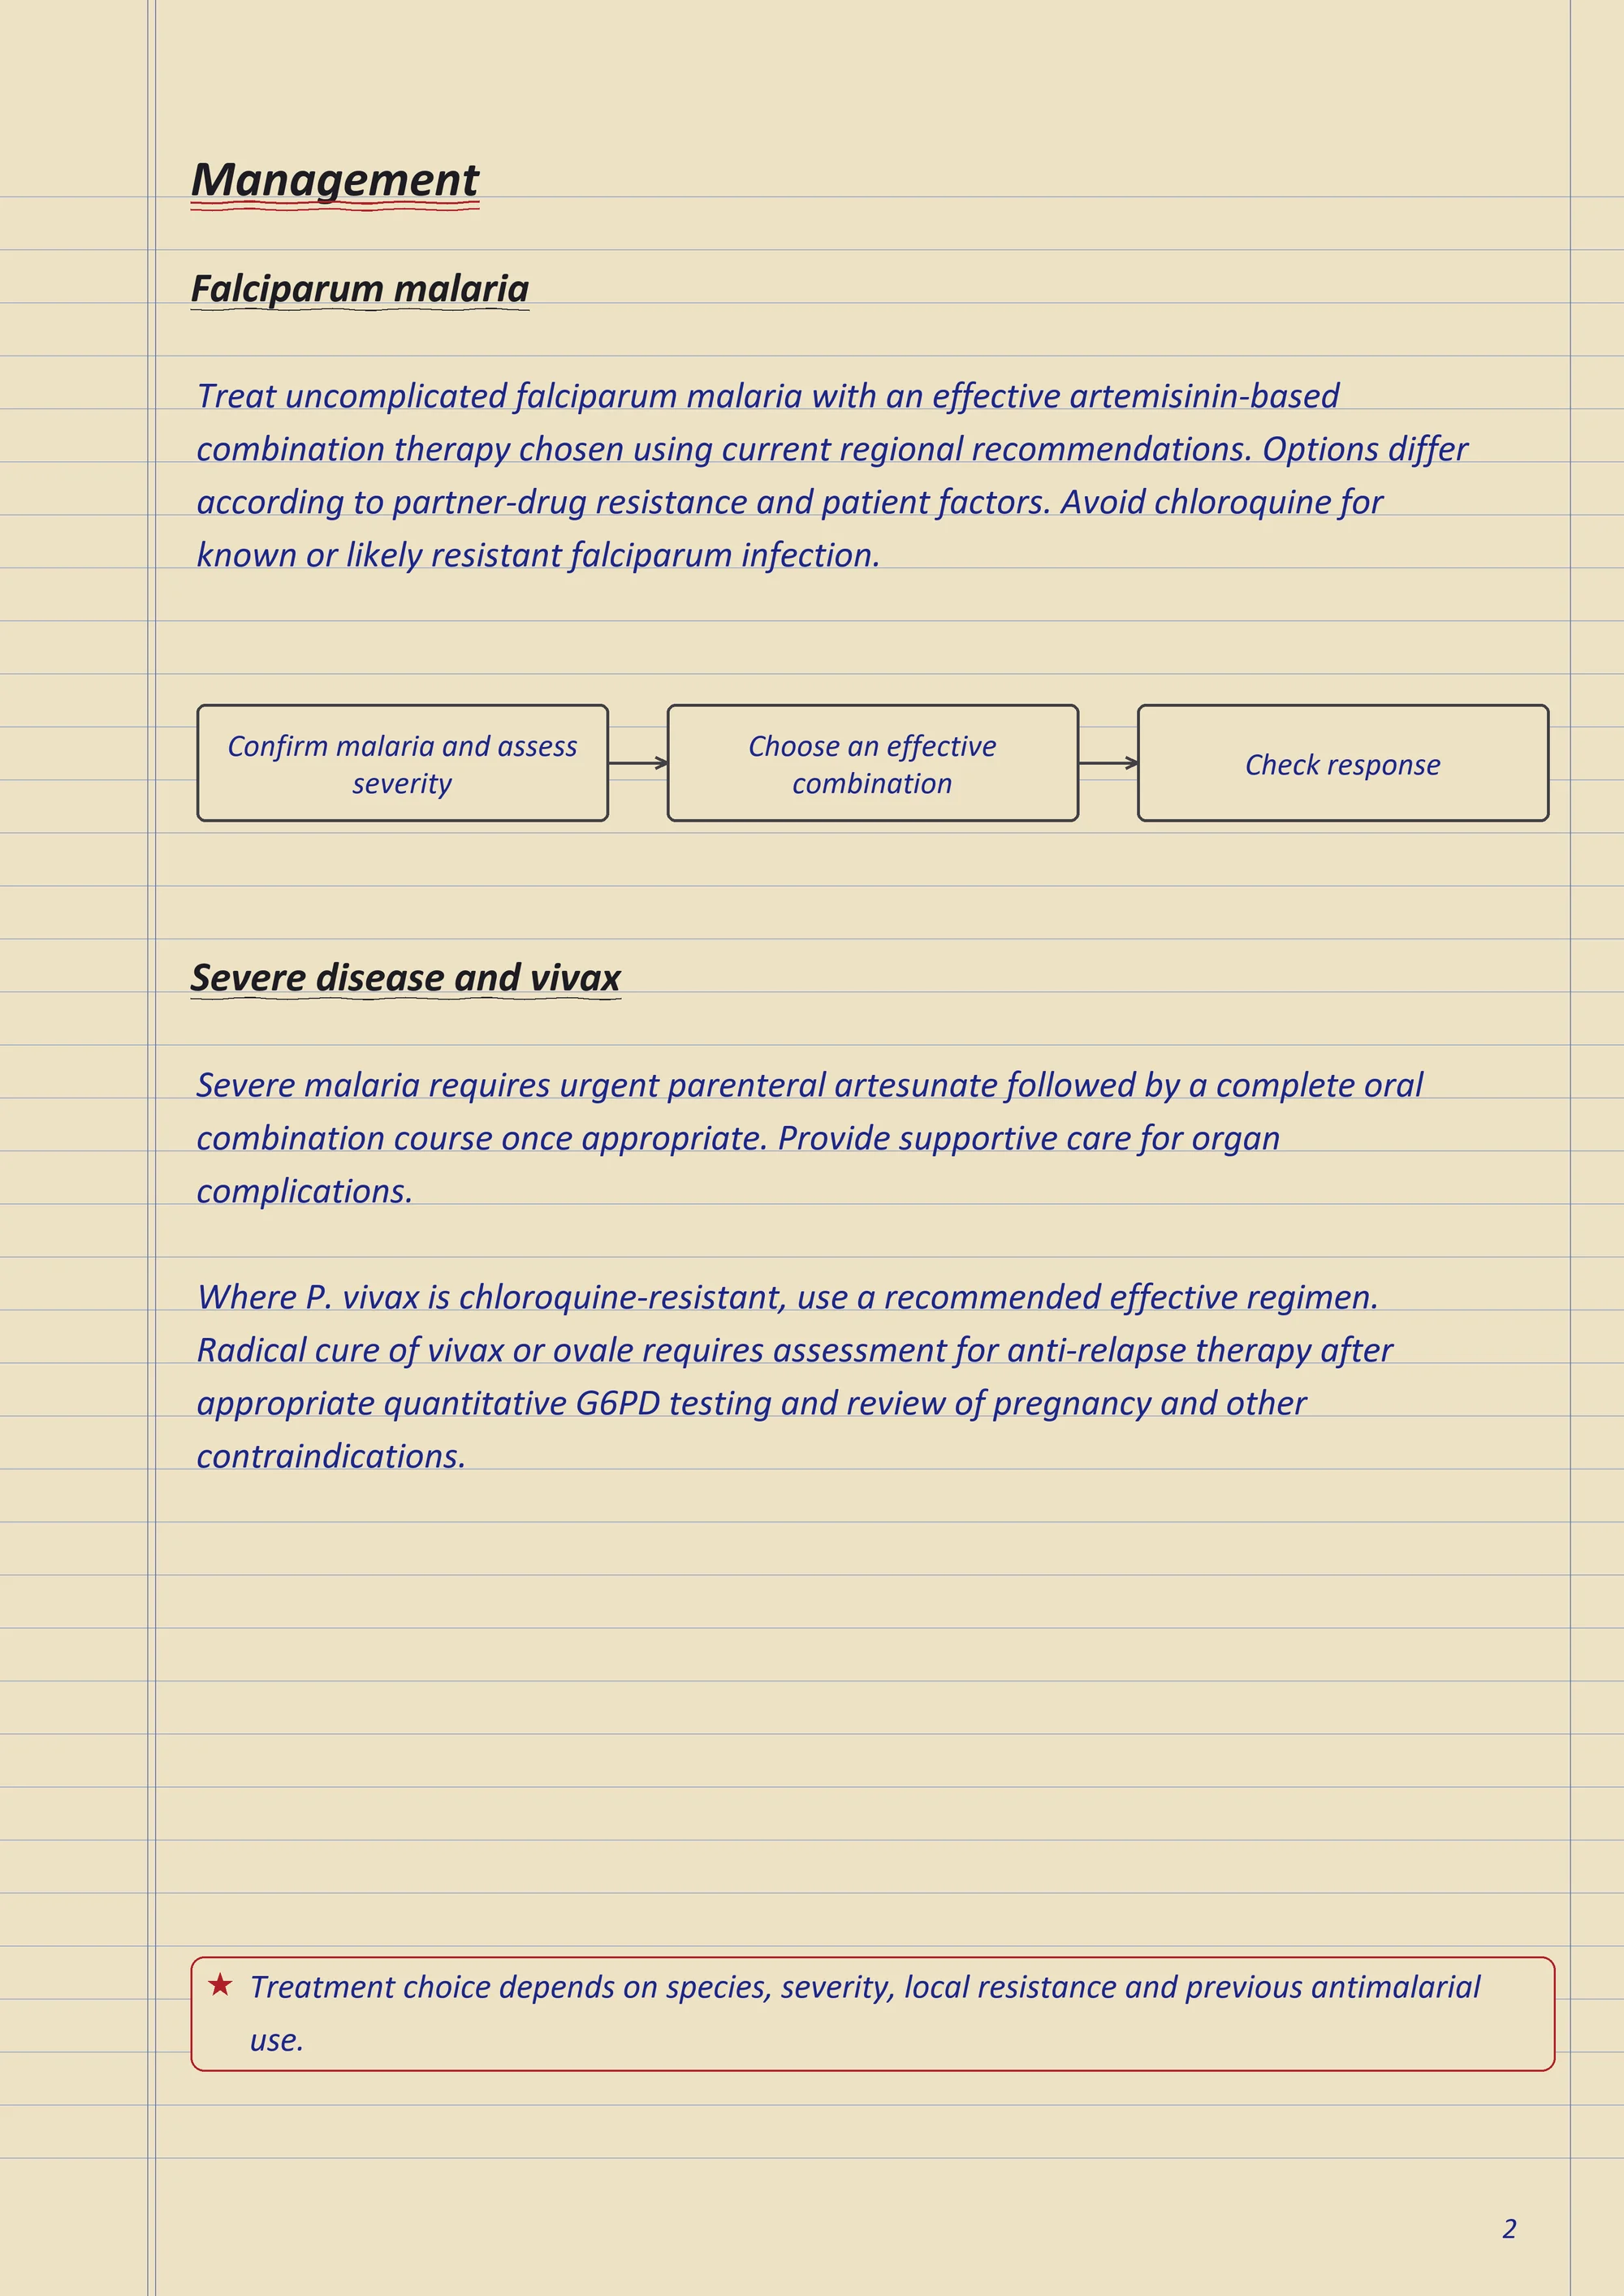 Management
Falciparum malaria
Treat uncomplicated falciparum malaria with an effective artemisinin-based
combination therapy chosen using current regional recommendations. Options differ
according to partner-drug resistance and patient factors. Avoid chloroquine for
known or likely resistant falciparum infection.
Confirm malaria and assess
severity
Choose an effective
combination
Check response
Severe disease and vivax
Severe malaria requires urgent parenteral artesunate followed by a complete oral
combination course once appropriate. Provide supportive care for organ
complications.
Where P. vivax is chloroquine-resistant, use a recommended effective regimen.
Radical cure of vivax or ovale requires assessment for anti-relapse therapy after
appropriate quantitative G6PD testing and review of pregnancy and other
contraindications.
★ Treatment choice depends on species, severity, local resistance and previous antimalarial
use.
2